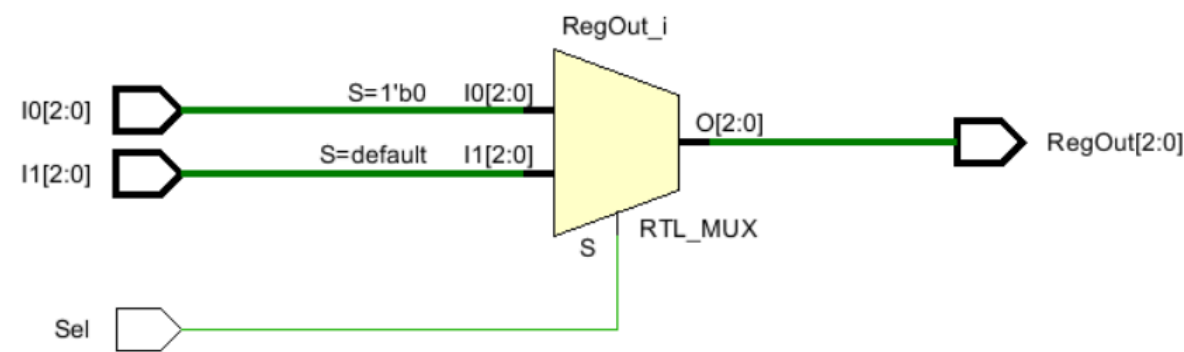 RegOut_i
I0[2:0]
S=1'b0
I0[2:0]
I1[2:0]
S=default
I1[2:0]
O[2:0]
RegOut[2:0]
S
RTL_MUX
Sel